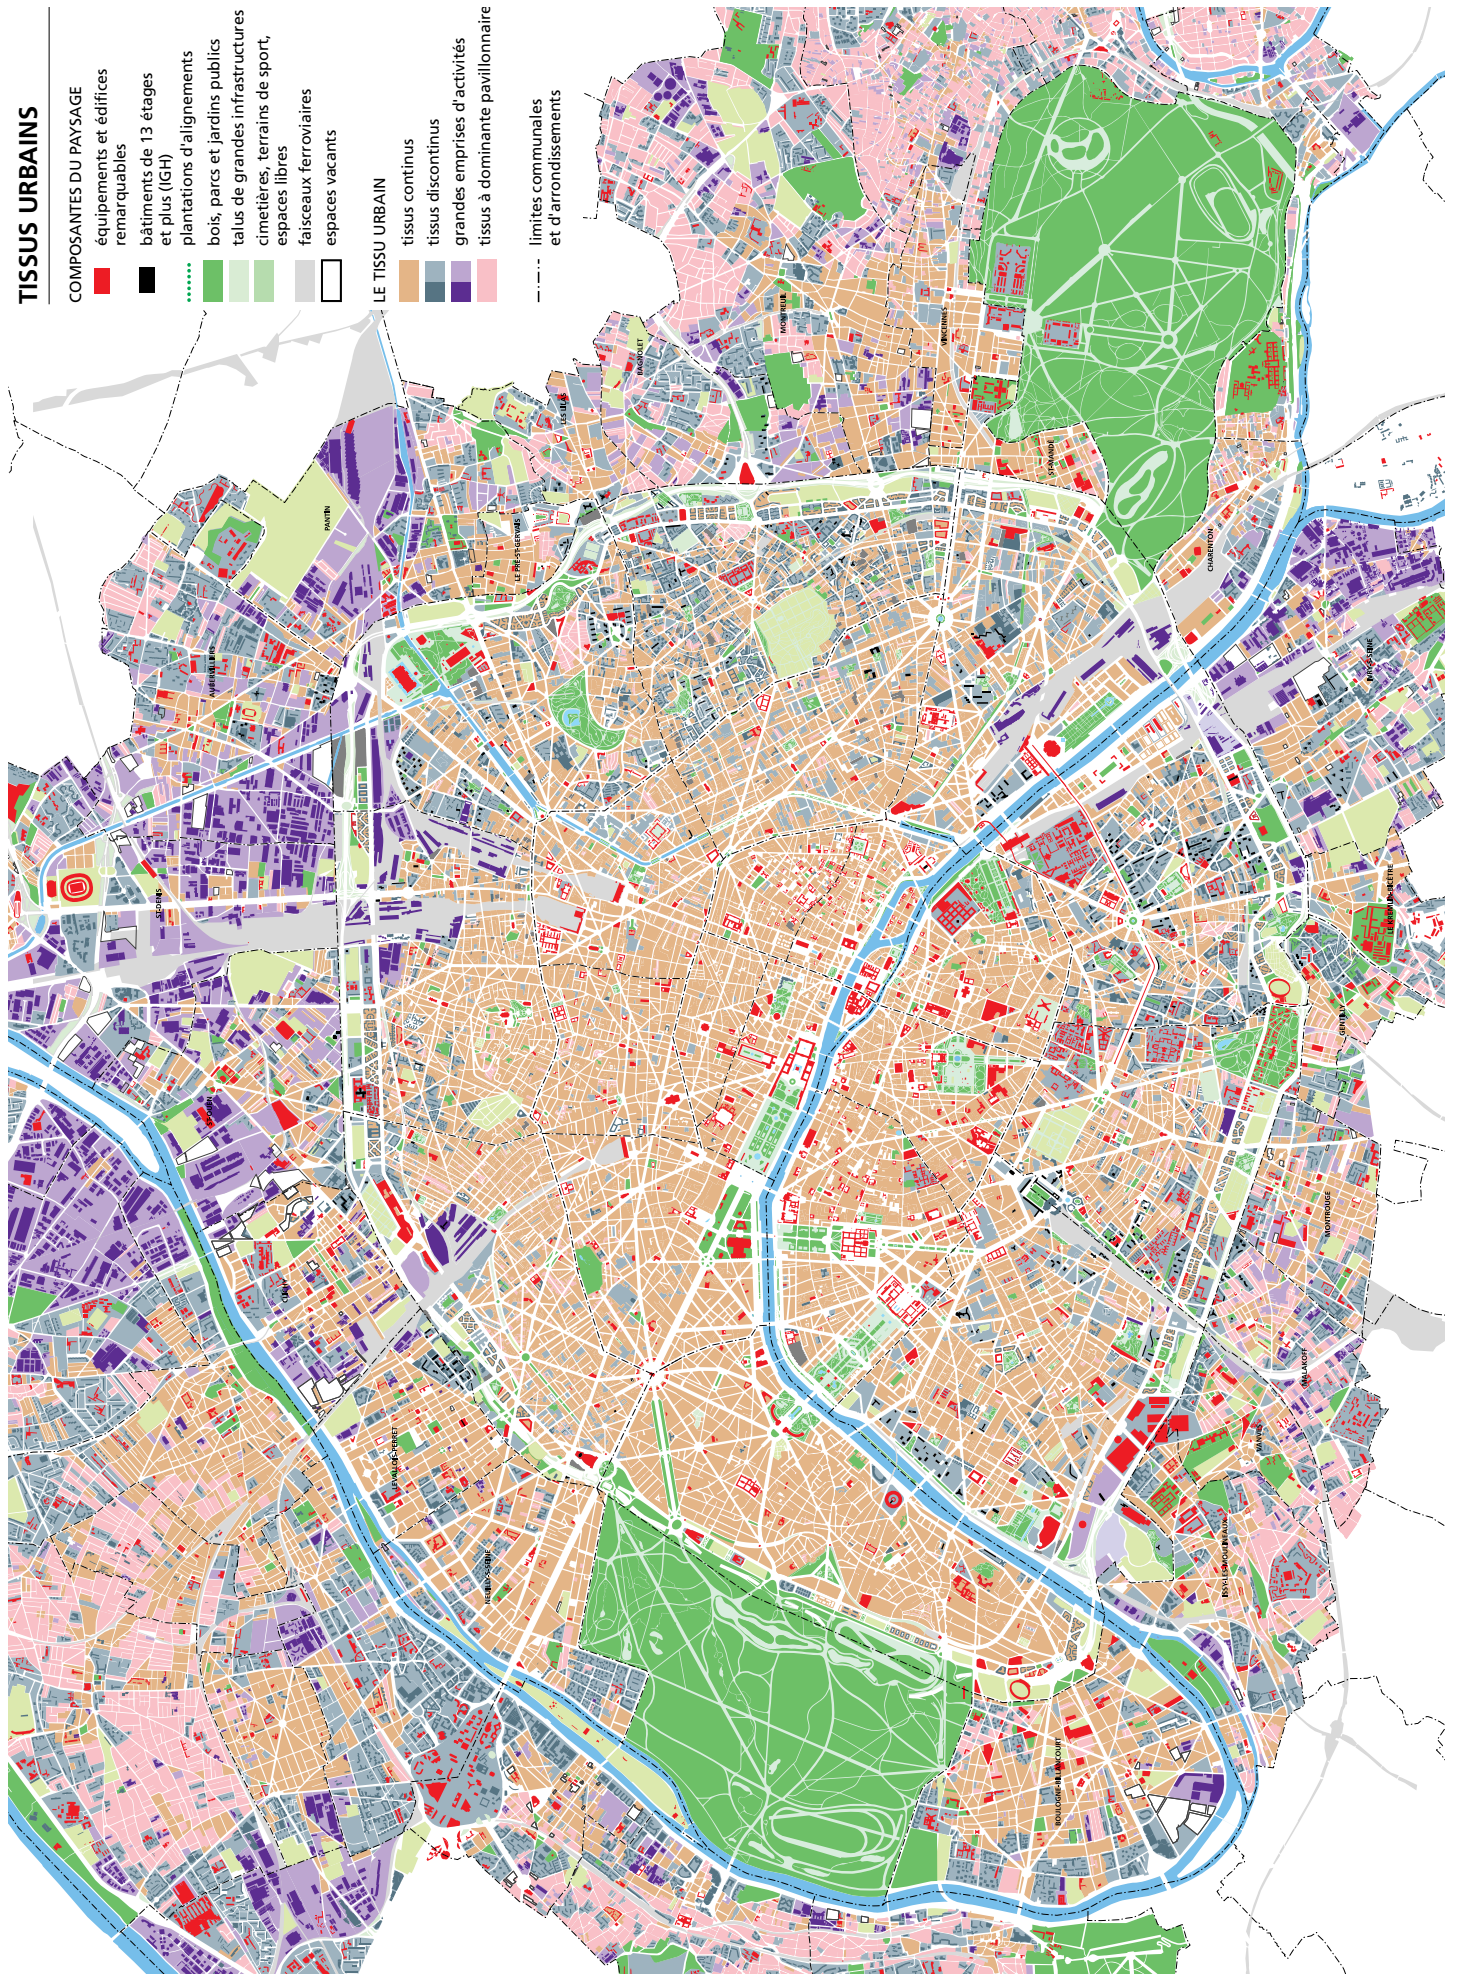 TISSUS URBAINS
COMPOSANTES DU PAYSAGE
équipements et édifices
remarquables
bâtiments de 13 étages
et plus (IGH)
plantations d'alignements
bois, parcs et jardins publics
talus de grandes infrastructures
cimetières, terrains de sport,
espaces libres
faisceaux ferroviaires
espaces vacants
LE TISSU URBAIN
tissus continus
tissus discontinus
grandes emprises d'activités
tissus à dominante pavillonnaire
limites communales
et d'arrondissements
BAGNOLET
MONTREUIL
VINCENNES
LES LILAS
ST-MANDÉ
PANTIN
LE PRÉ-ST-GERVAIS
CHARENTON
AUBERVILLIERS
IVRY-S-SEINE
ST-DENIS
LE KREMLIN-BICÊTRE
GENTILLY
ST-OUEN
MONTROUGE
CLICHY
MALAKOFF
LEVALLOIS-PERRET
VANVES
NEUILLY-S-SEINE
ISSY-LES-MOULINEAUX
BOULOGNE-BILLANCOURT